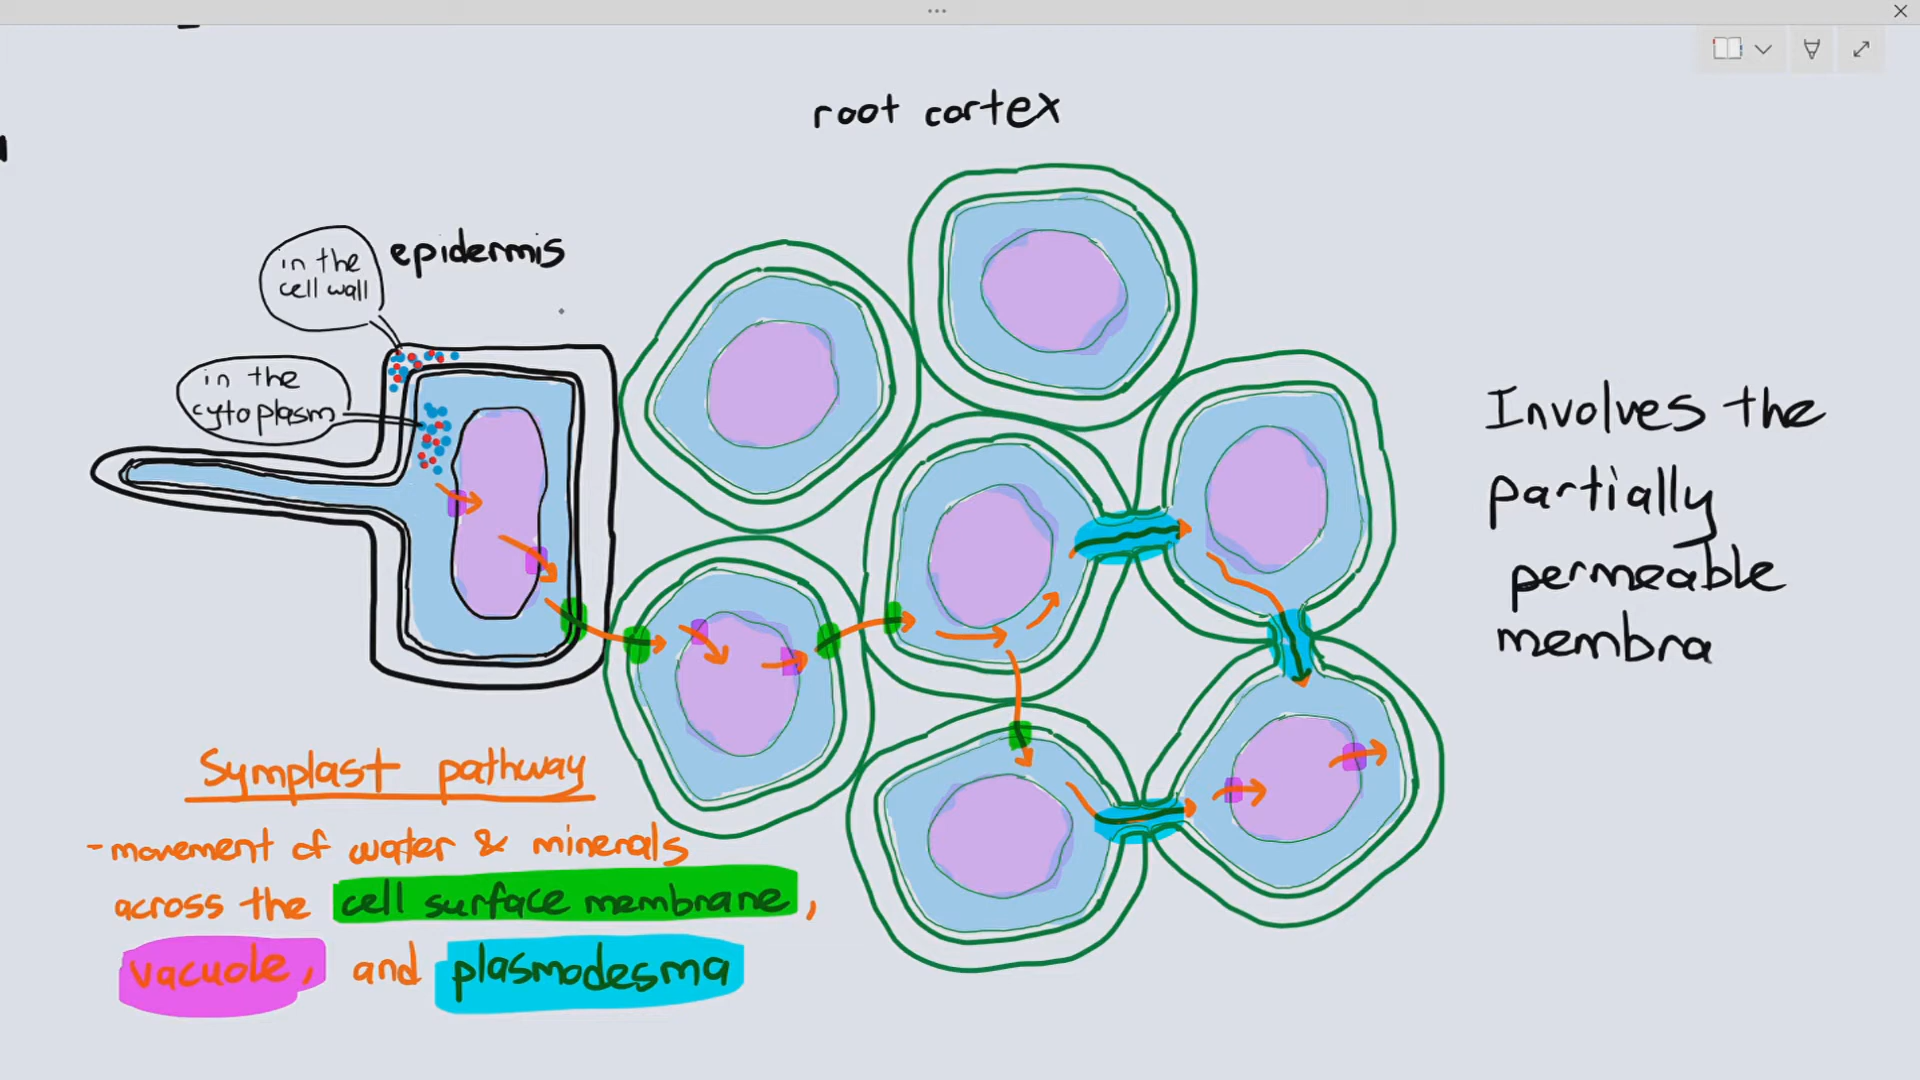 root cortex
in the
cell wall
epidermis
in the
cytoplasm
Involves the
partially
permeable
membra
Symplast pathway
- movement of water & minerals
across the cell surface membrane,
vacuole, and plasmodesma